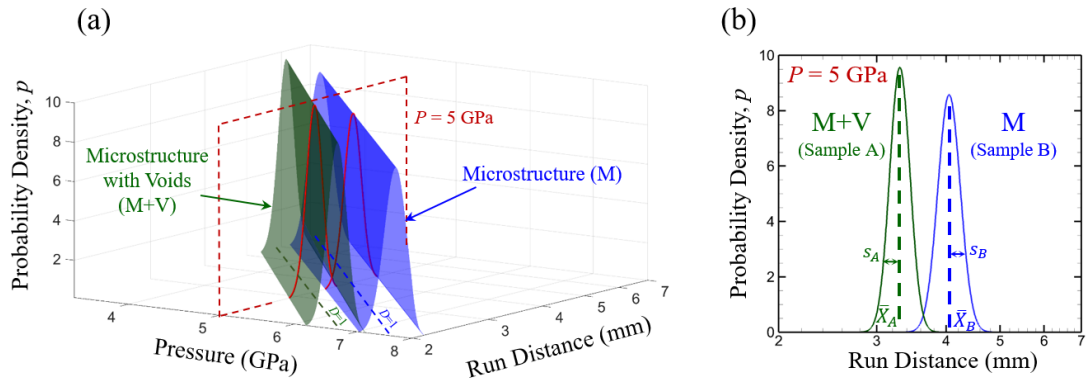 (a)
Probability Density, p
10
8
6
4
2
Microstructure
with Voids
(M+V)
P = 5 GPa
Microstructure (M)
D=1
D=1
4
5
6
7
8
Pressure (GPa)
2
3
4
5
6
7
Run Distance (mm)
(b)
Probability Density, p
10
8
6
4
2
0
P = 5 GPa
M+V
(Sample A)
M
(Sample B)
s_A
s_B
X̄_A
X̄_B
2
3
4
5
6
7
Run Distance (mm)